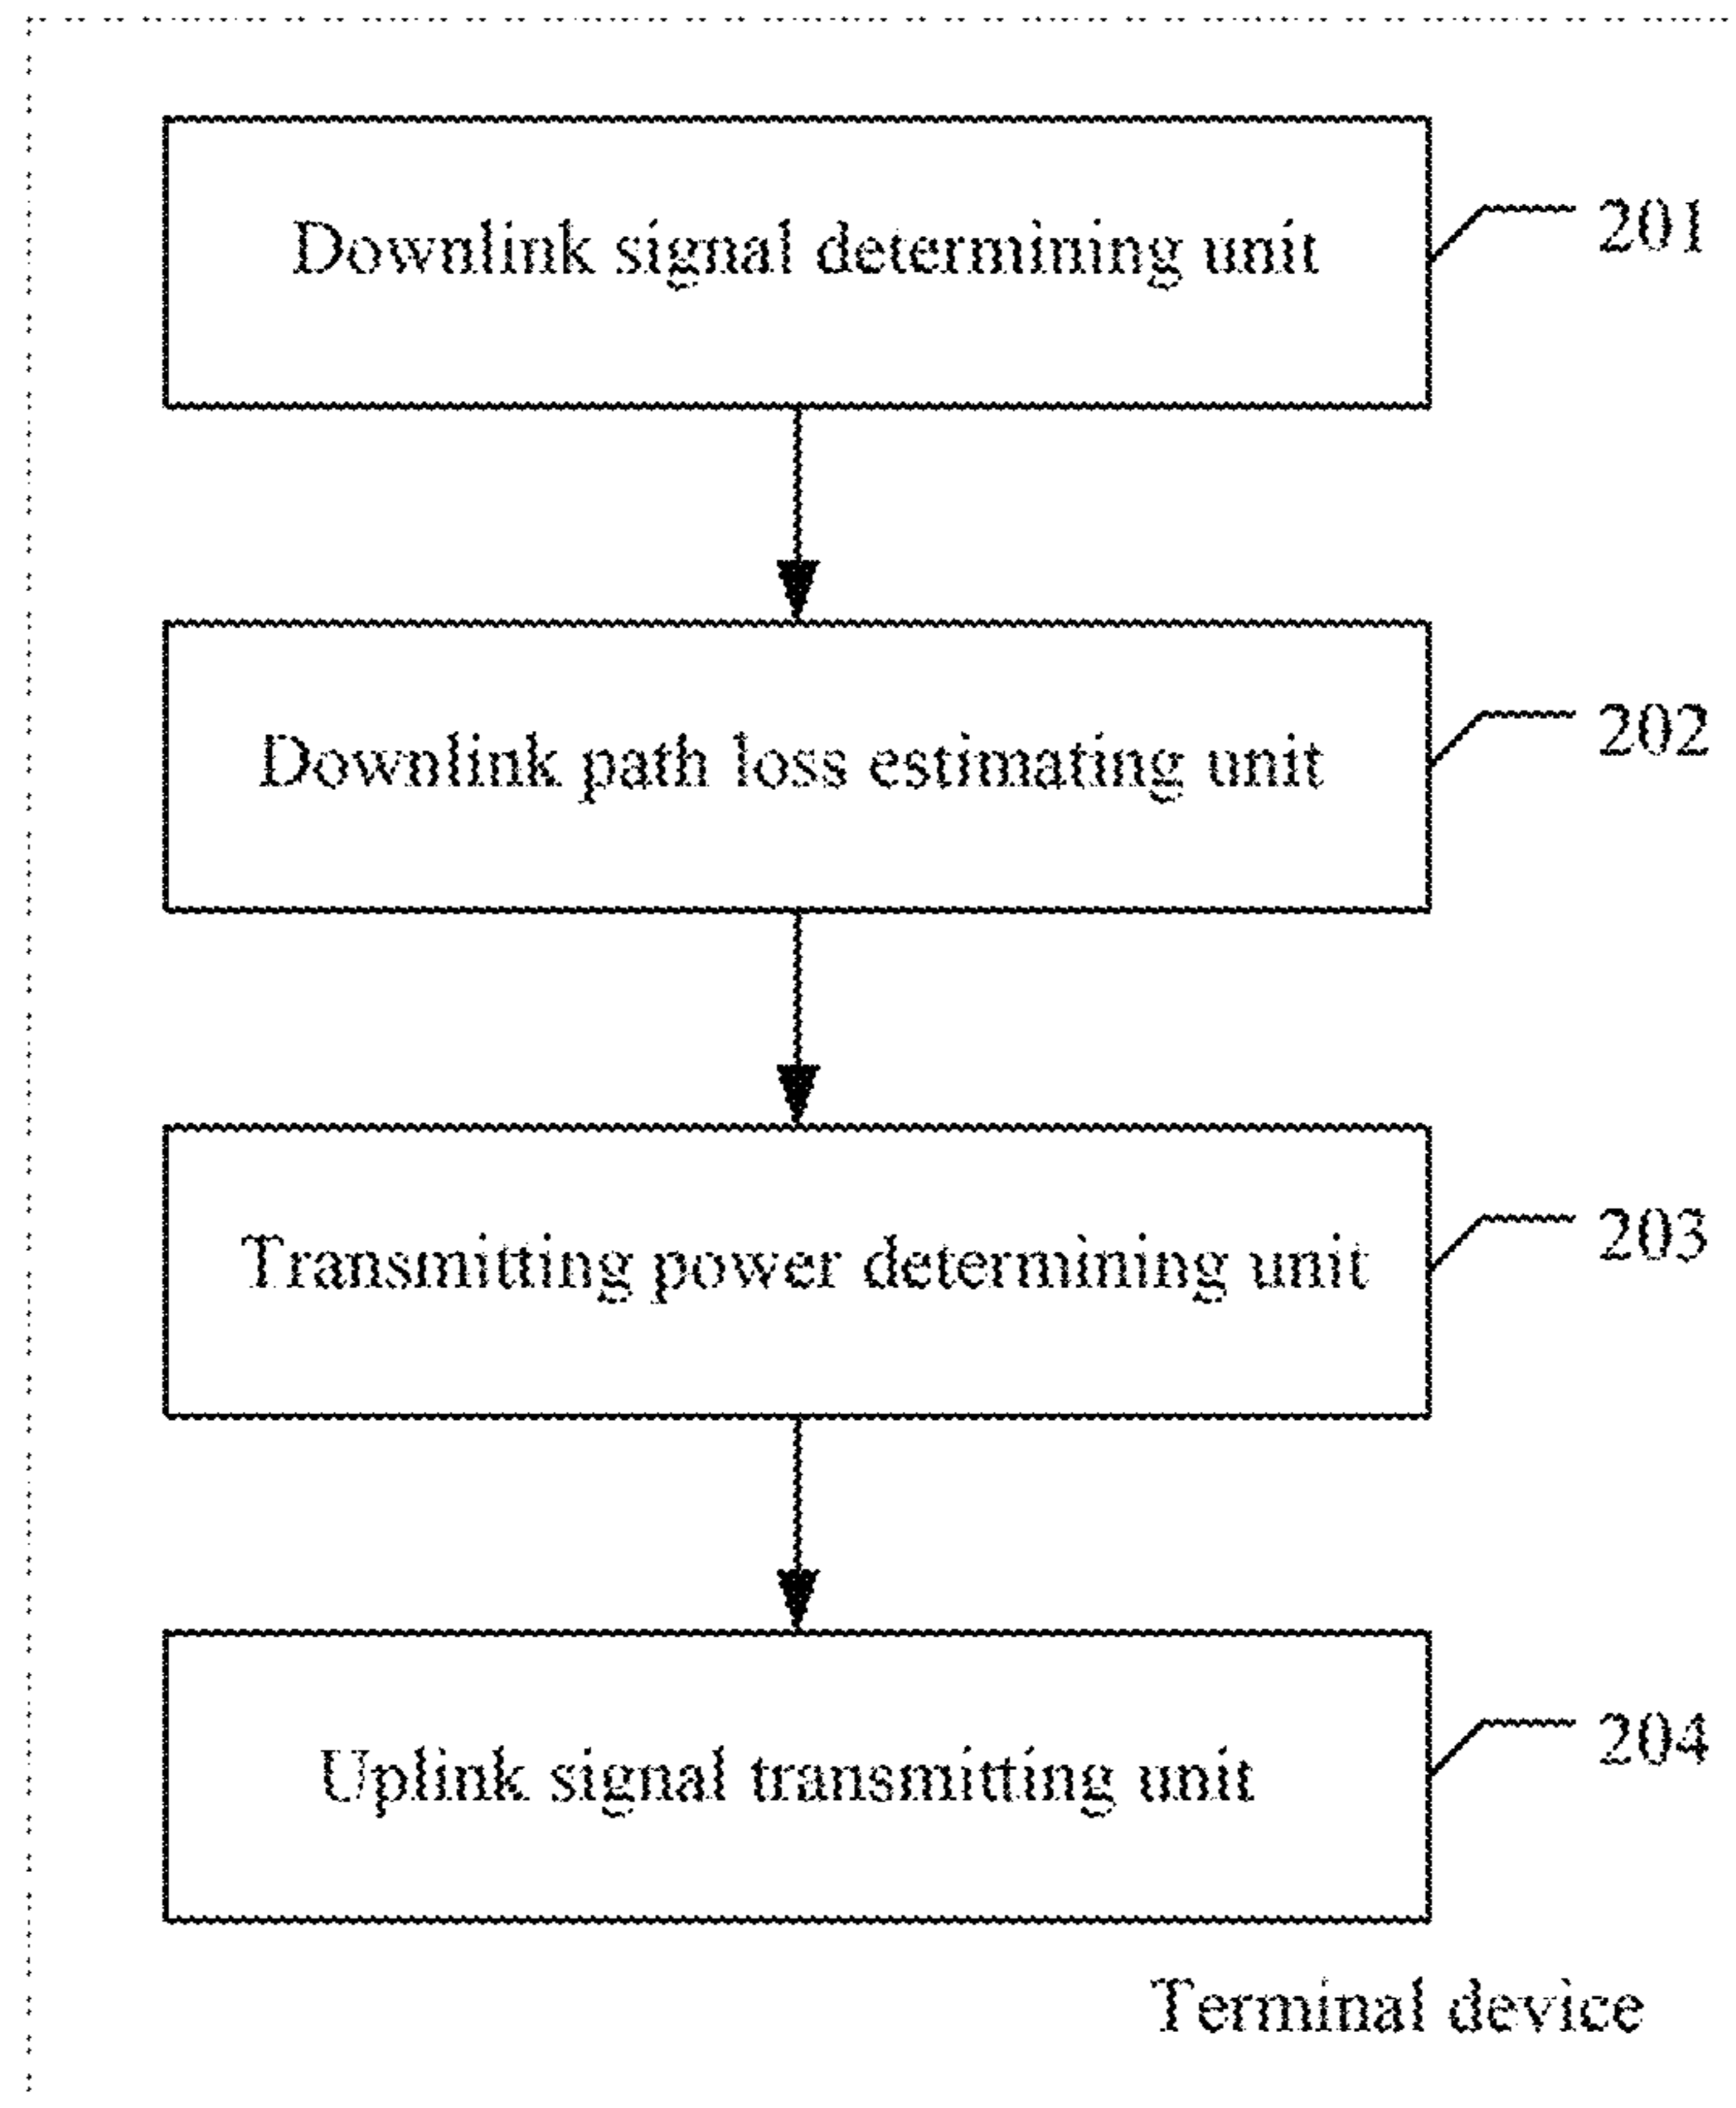 Downlink signal determining unit
201
Downlink path loss estimating unit
202
Transmitting power determining unit
203
Uplink signal transmitting unit
204
Terminal device